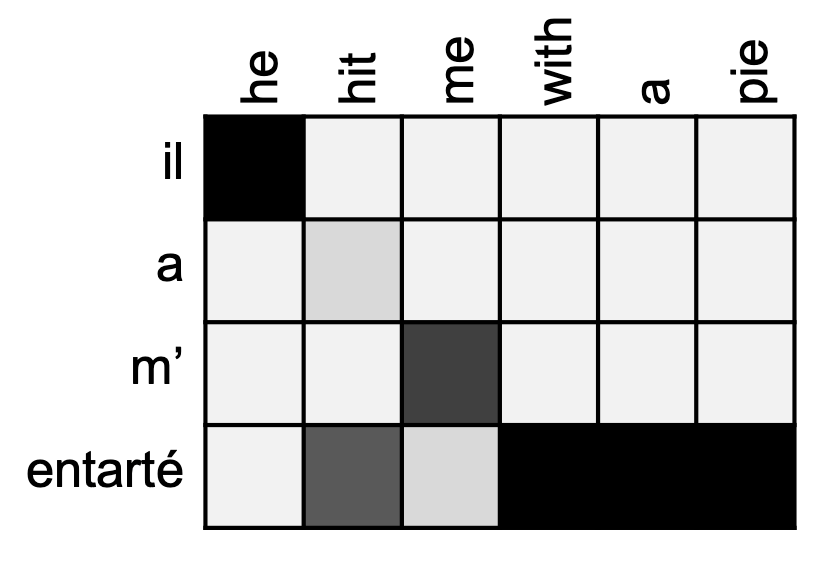 he hit me with a pie
il
a
m’
entarté